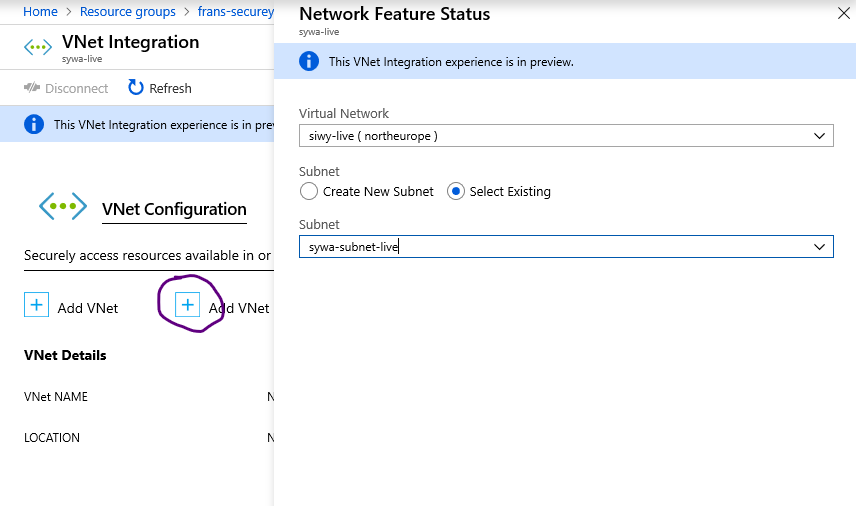 Home > Resource groups > frans-securey
VNet Integration
sywa-live
Disconnect Refresh
This VNet Integration experience is in prev
VNet Configuration
Securely access resources available in or
Add VNet Add VNet
VNet Details
VNet NAME N
LOCATION N
Network Feature Status
sywa-live
This VNet Integration experience is in preview.
Virtual Network
siwy-live ( northeurope )
Subnet
Create New Subnet Select Existing
Subnet
sywa-subnet-live